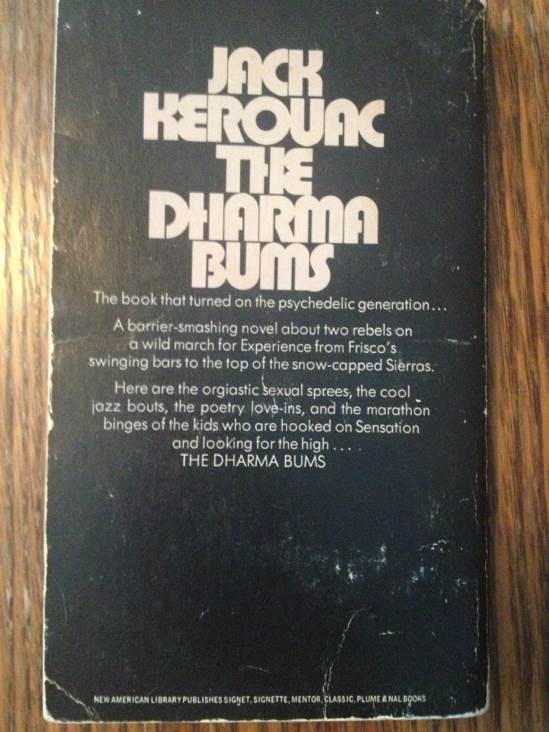 JACK
KEROUAC
THE
DHARMA
BUMS
The book that turned on the psychedelic generation...
A barrier-smashing novel about two rebels on
a wild march for Experience from Frisco's
swinging bars to the top of the snow-capped Sierras.
Here are the orgiastic sexual sprees, the cool
jazz bouts, the poetry love-ins, and the marathon
binges of the kids who are hooked on Sensation
and looking for the high....
THE DHARMA BUMS
NEW AMERICAN LIBRARY PUBLISHES SIGNET, SIGNETTE, MENTOR, CLASSIC, PLUME & NAL BOOKS